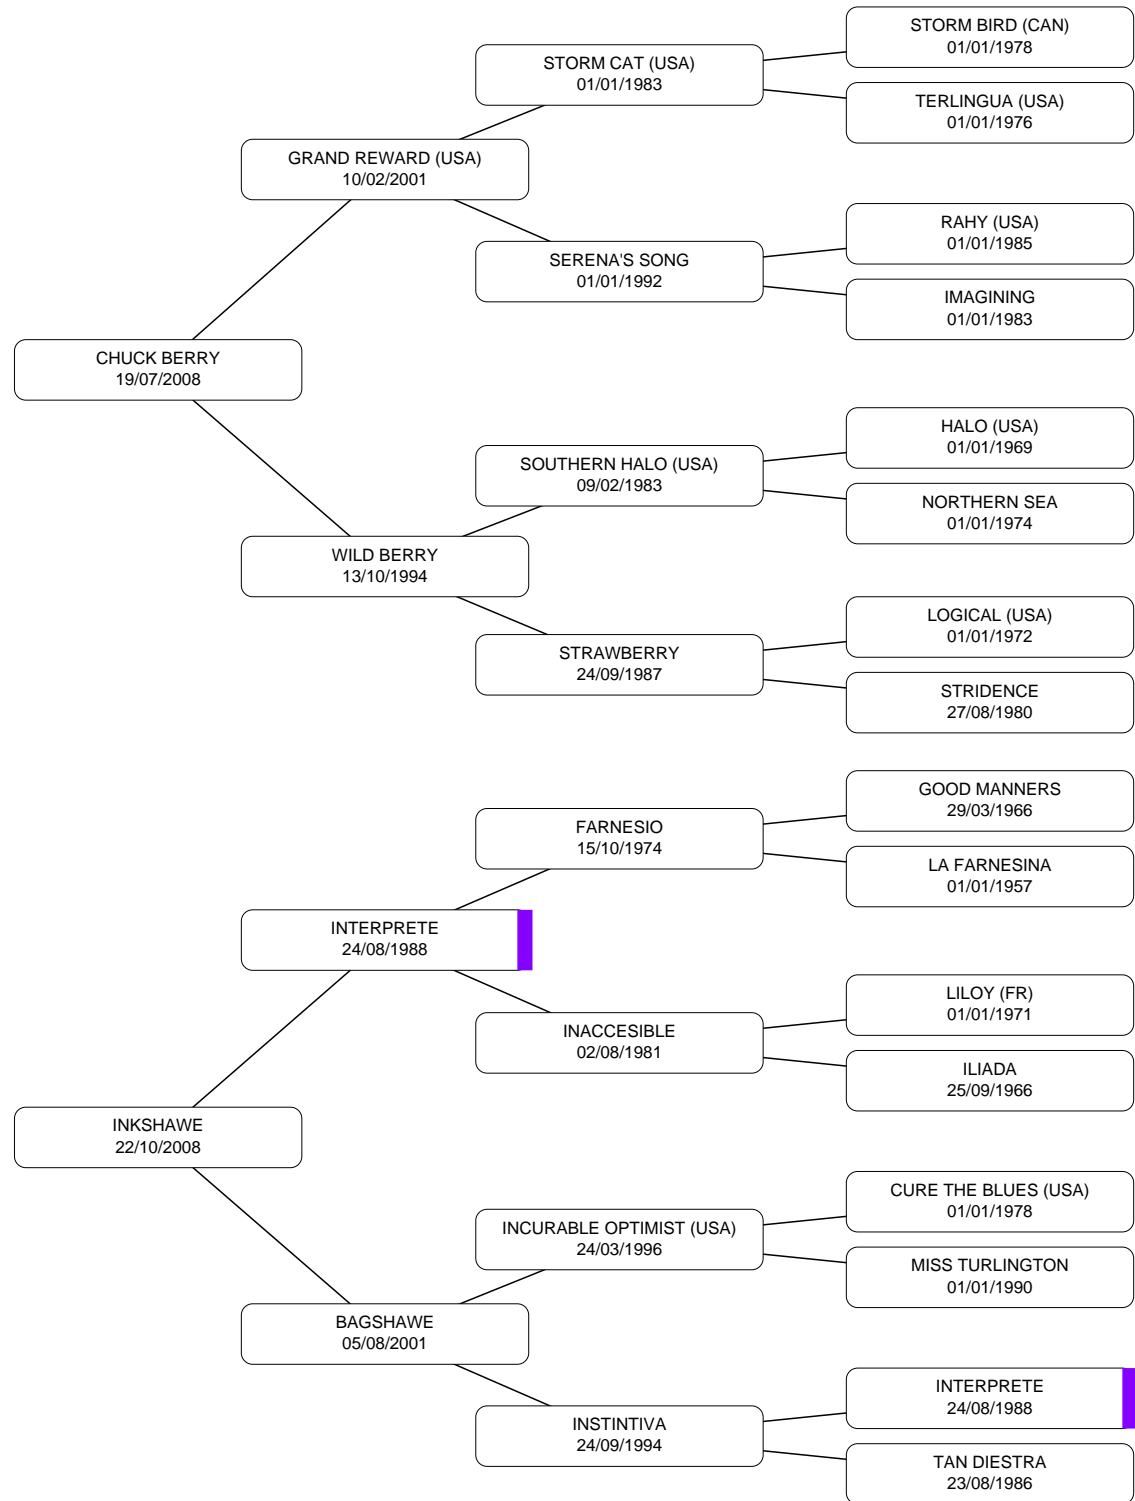 STORM BIRD (CAN)
01/01/1978
STORM CAT (USA)
01/01/1983
TERLINGUA (USA)
01/01/1976
GRAND REWARD (USA)
10/02/2001
RAHY (USA)
01/01/1985
SERENA'S SONG
01/01/1992
IMAGINING
01/01/1983
CHUCK BERRY
19/07/2008
HALO (USA)
01/01/1969
SOUTHERN HALO (USA)
09/02/1983
NORTHERN SEA
01/01/1974
WILD BERRY
13/10/1994
LOGICAL (USA)
01/01/1972
STRAWBERRY
24/09/1987
STRIDENCE
27/08/1980
GOOD MANNERS
29/03/1966
FARNESIO
15/10/1974
LA FARNESINA
01/01/1957
INTERPRETE
24/08/1988
LILOY (FR)
01/01/1971
INACCESIBLE
02/08/1981
ILIADA
25/09/1966
INKSHAWE
22/10/2008
CURE THE BLUES (USA)
01/01/1978
INCURABLE OPTIMIST (USA)
24/03/1996
MISS TURLINGTON
01/01/1990
BAGSHAWE
05/08/2001
INTERPRETE
24/08/1988
INSTINTIVA
24/09/1994
TAN DIESTRA
23/08/1986